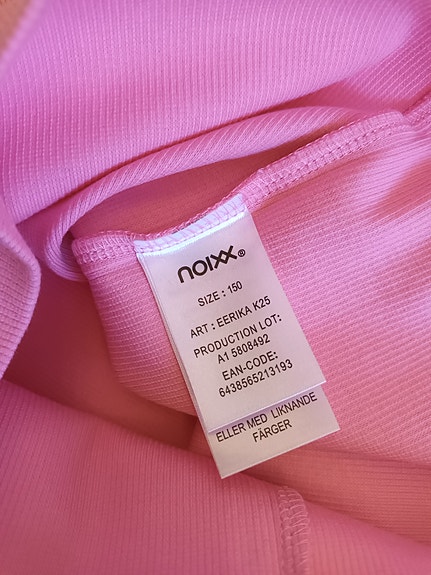 NOIXX®
SIZE : 150
ART : EERIKA K25
PRODUCTION LOT:
A1 5808492
EAN-CODE:
6438565213193
ELLER MED LIKNANDE
FÄRGER